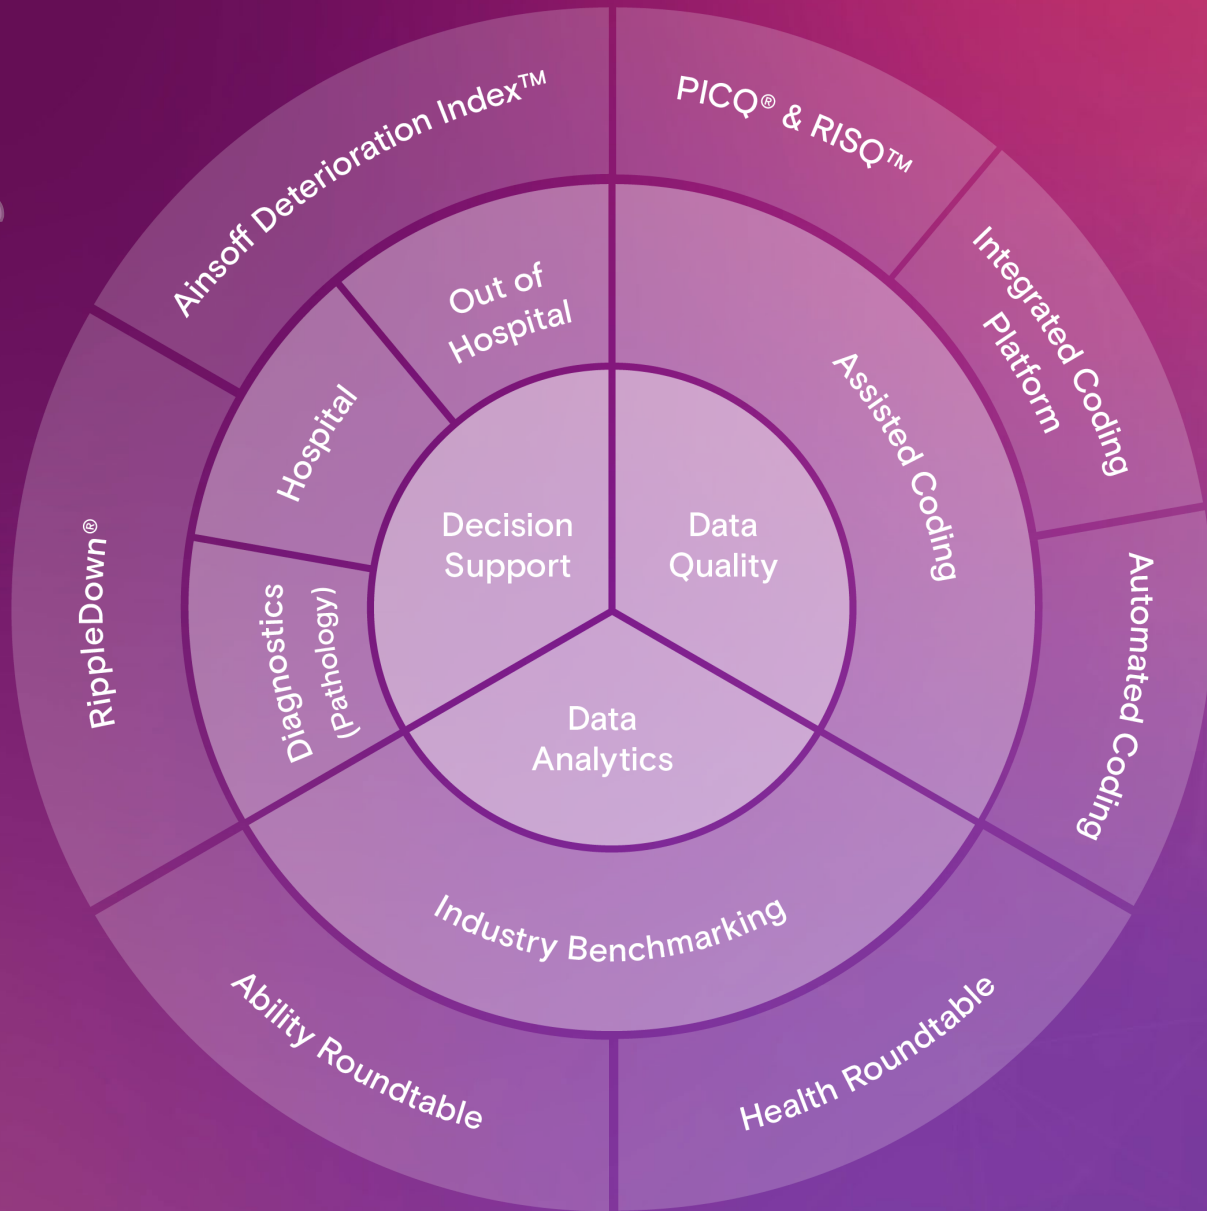 Ainsoff Deterioration Index™
PICQ® & RISQ™
Integrated Coding
Platform
Automated Coding
Health Roundtable
Ability Roundtable
RippleDown®
Out of
Hospital
Hospital
Diagnostics
(Pathology)
Assisted Coding
Industry Benchmarking
Decision
Support
Data
Quality
Data
Analytics